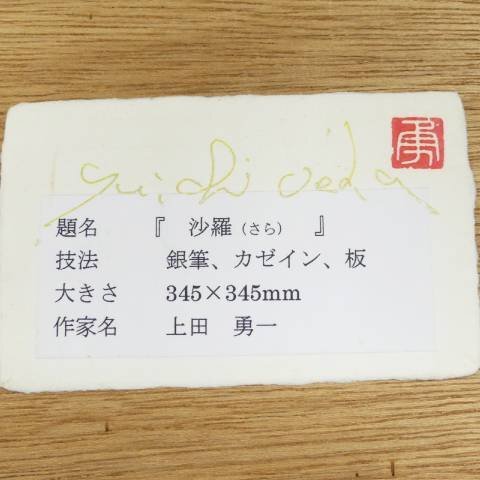 yuichi ueda
勇
題名 『 沙羅（さら） 』
技法 銀筆、カゼイン、板
大きさ 345×345mm
作家名 上田 勇一